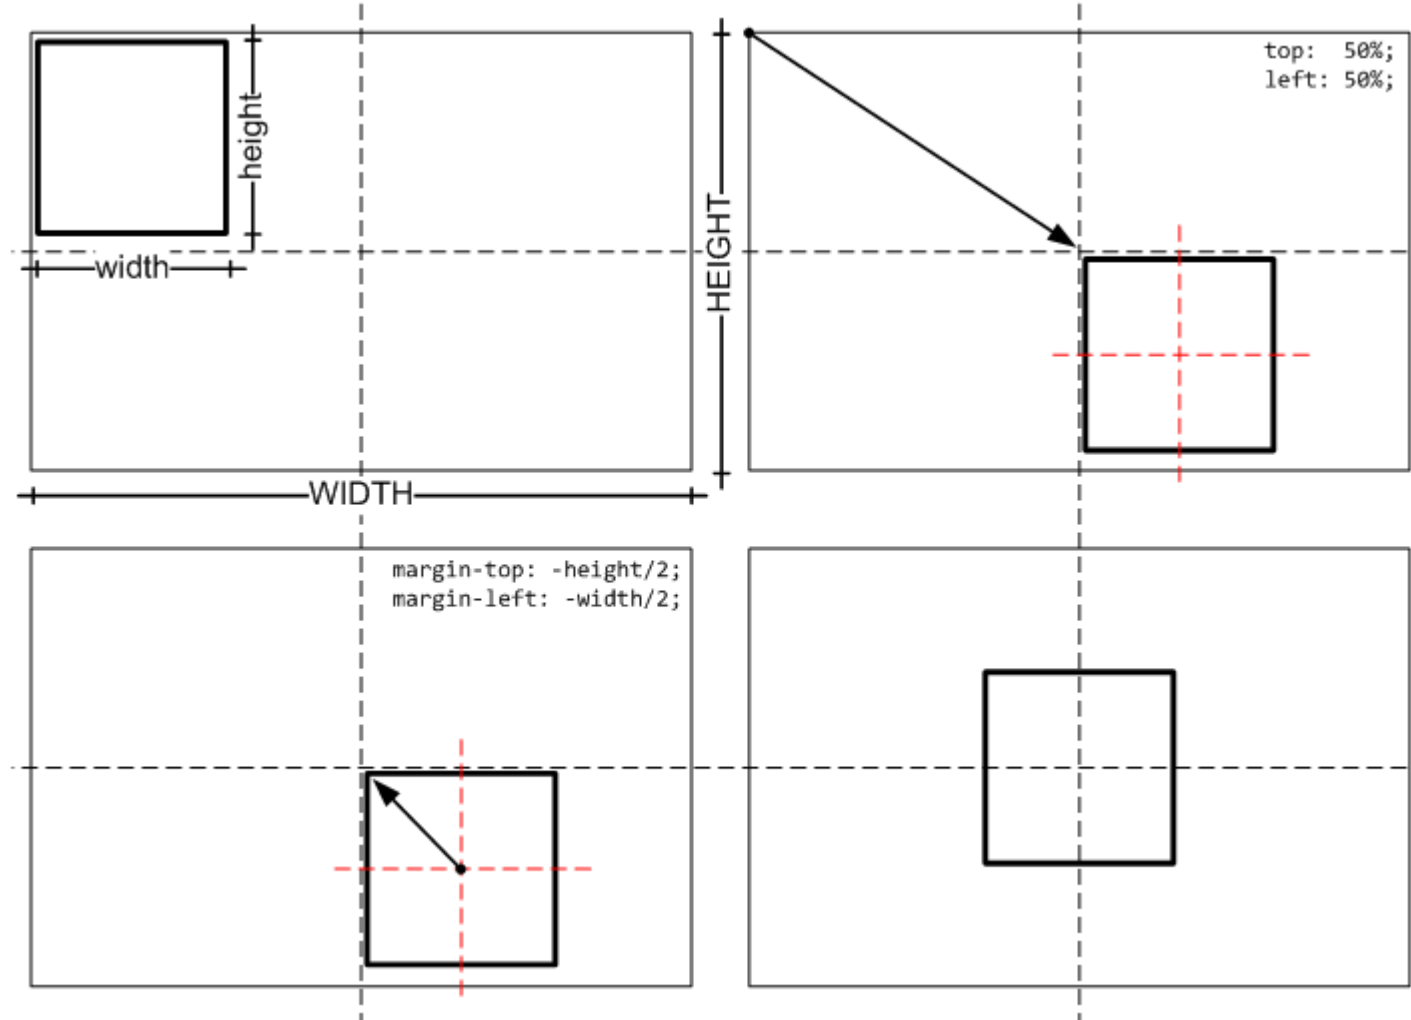 height
width
HEIGHT
WIDTH
top: 50%;
left: 50%;
margin-top: -height/2;
margin-left: -width/2;